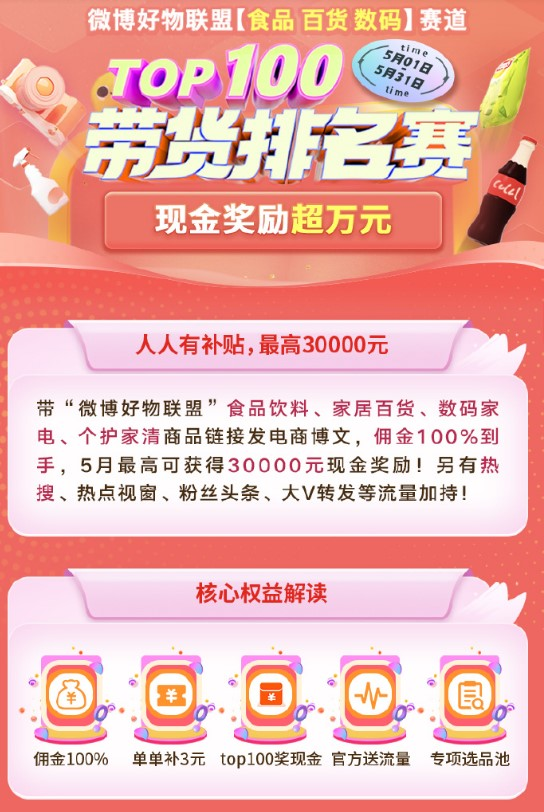 微博好物联盟【食品 百货 数码】赛道
TOP100
time
5月01日
-
5月31日
time
带货排名赛
现金奖励超万元
人人有补贴，最高30000元
带“微博好物联盟”食品饮料、家居百货、数码家
电、个护家清商品链接发电商博文，佣金100%到
手，5月最高可获得30000元现金奖励！另有热
搜、热点视窗、粉丝头条、大V转发等流量加持！
核心权益解读
佣金100%
单单补3元
top100奖现金
官方送流量
专项选品池